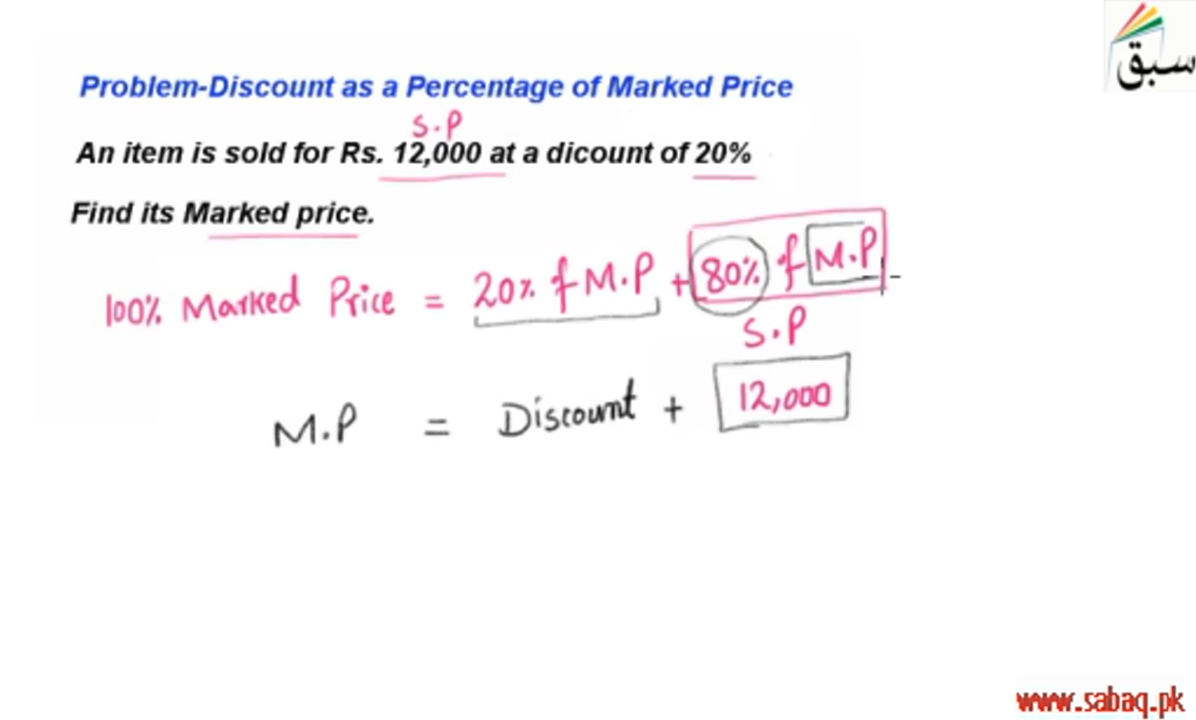 سبق
Problem-Discount as a Percentage of Marked Price
S.P
An item is sold for Rs. 12,000 at a dicount of 20%
Find its Marked price.
100% Marked Price = 20% of M.P + 80% of M.P
S.P
M.P = Discount + 12,000
www.sabaq.pk